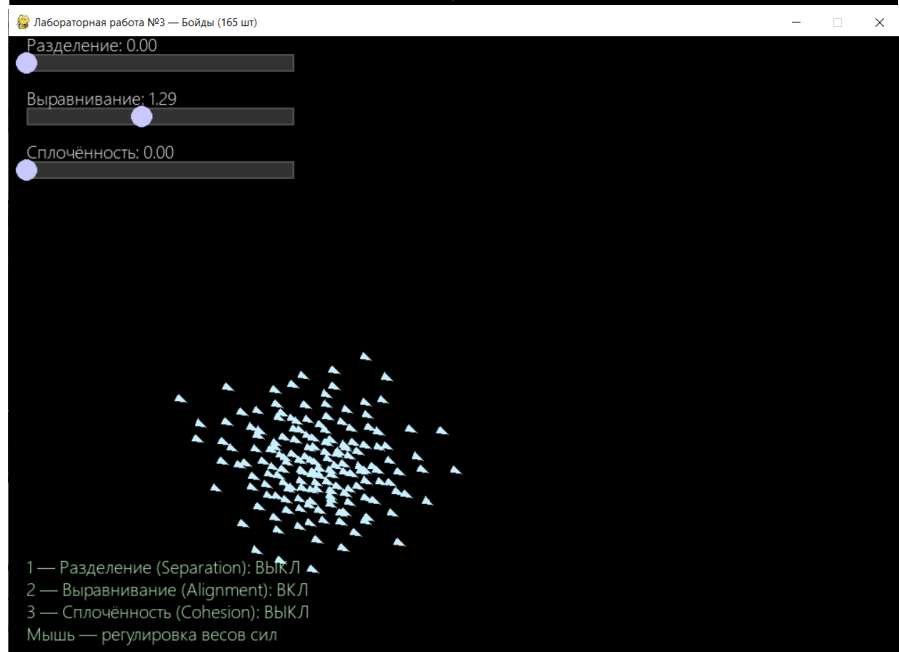 Лабораторная работа №3 — Бойды (165 шт)
Разделение: 0.00
Выравнивание: 1.29
Сплочённость: 0.00
1 — Разделение (Separation): ВЫКЛ
2 — Выравнивание (Alignment): ВКЛ
3 — Сплочённость (Cohesion): ВЫКЛ
Мышь — регулировка весов сил